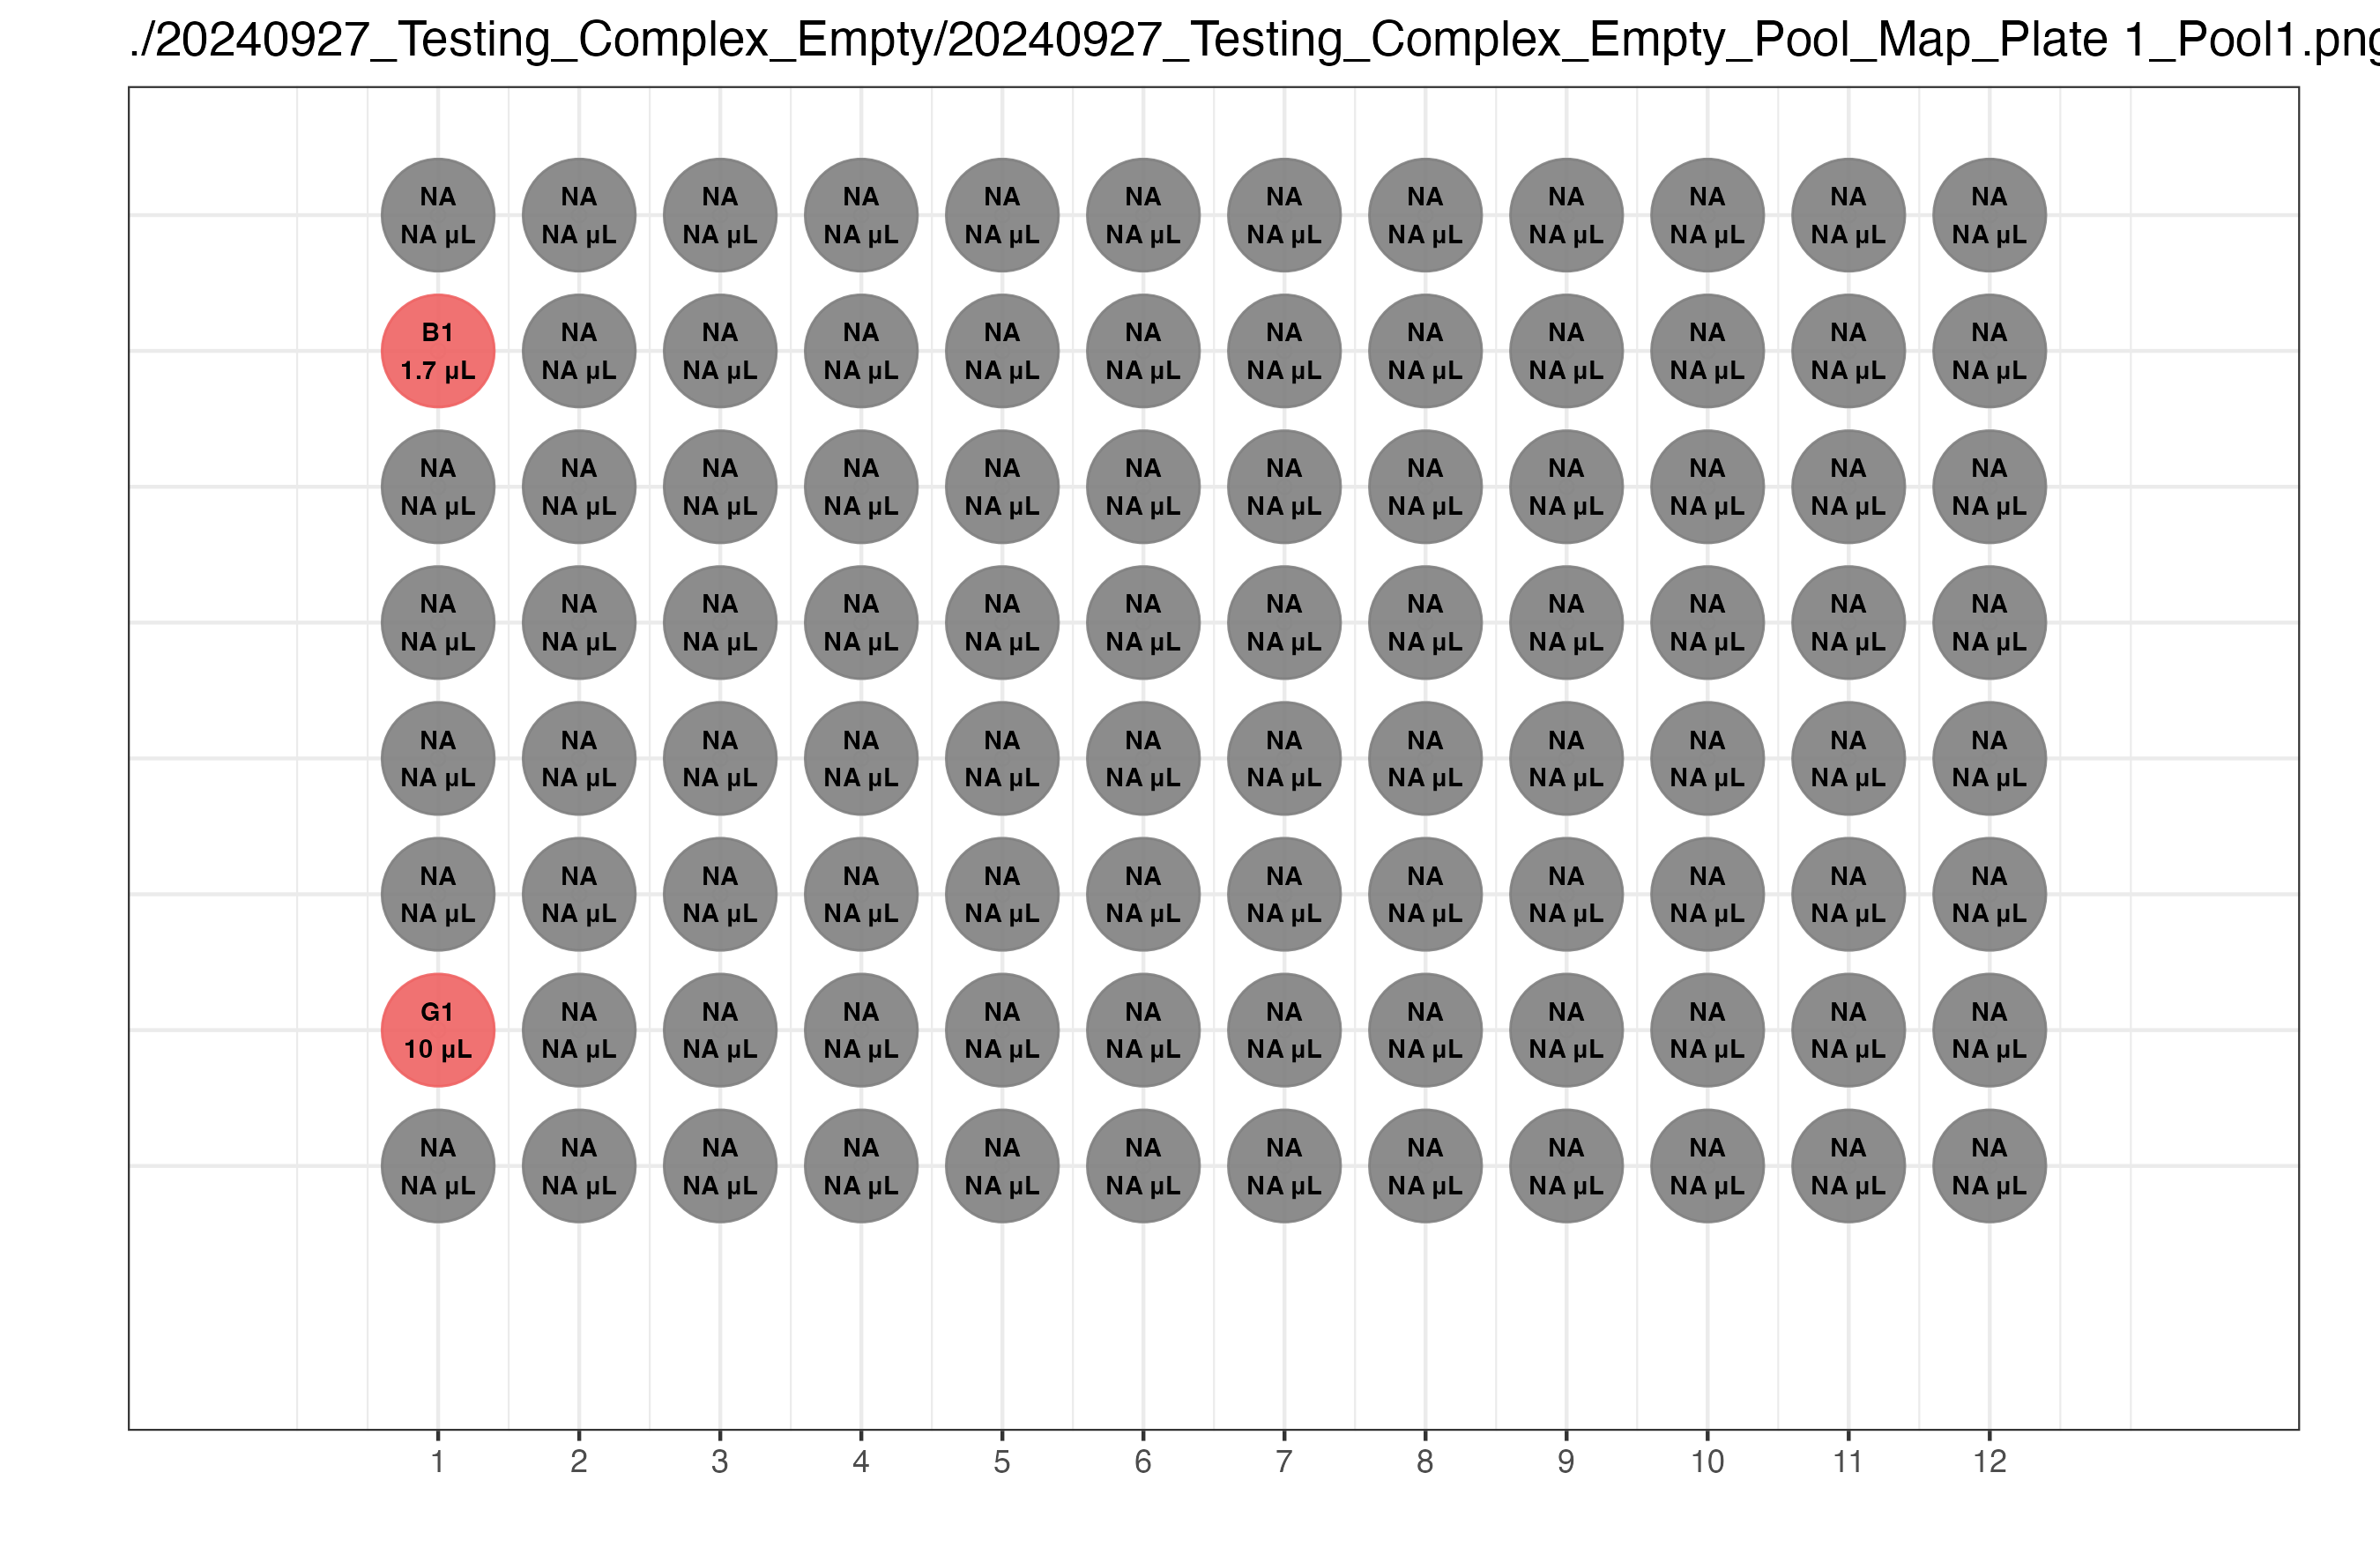 ./20240927_Testing_Complex_Empty/20240927_Testing_Complex_Empty_Pool_Map_Plate 1_Pool1.png
NA NA NA NA NA NA NA NA NA NA NA NA
NA µL NA µL NA µL NA µL NA µL NA µL NA µL NA µL NA µL NA µL NA µL NA µL
B1 NA NA NA NA NA NA NA NA NA NA NA
1.7 µL NA µL NA µL NA µL NA µL NA µL NA µL NA µL NA µL NA µL NA µL NA µL
NA NA NA NA NA NA NA NA NA NA NA NA
NA µL NA µL NA µL NA µL NA µL NA µL NA µL NA µL NA µL NA µL NA µL NA µL
NA NA NA NA NA NA NA NA NA NA NA NA
NA µL NA µL NA µL NA µL NA µL NA µL NA µL NA µL NA µL NA µL NA µL NA µL
NA NA NA NA NA NA NA NA NA NA NA NA
NA µL NA µL NA µL NA µL NA µL NA µL NA µL NA µL NA µL NA µL NA µL NA µL
NA NA NA NA NA NA NA NA NA NA NA NA
NA µL NA µL NA µL NA µL NA µL NA µL NA µL NA µL NA µL NA µL NA µL NA µL
G1 NA NA NA NA NA NA NA NA NA NA NA
10 µL NA µL NA µL NA µL NA µL NA µL NA µL NA µL NA µL NA µL NA µL NA µL
NA NA NA NA NA NA NA NA NA NA NA NA
NA µL NA µL NA µL NA µL NA µL NA µL NA µL NA µL NA µL NA µL NA µL NA µL
1 2 3 4 5 6 7 8 9 10 11 12